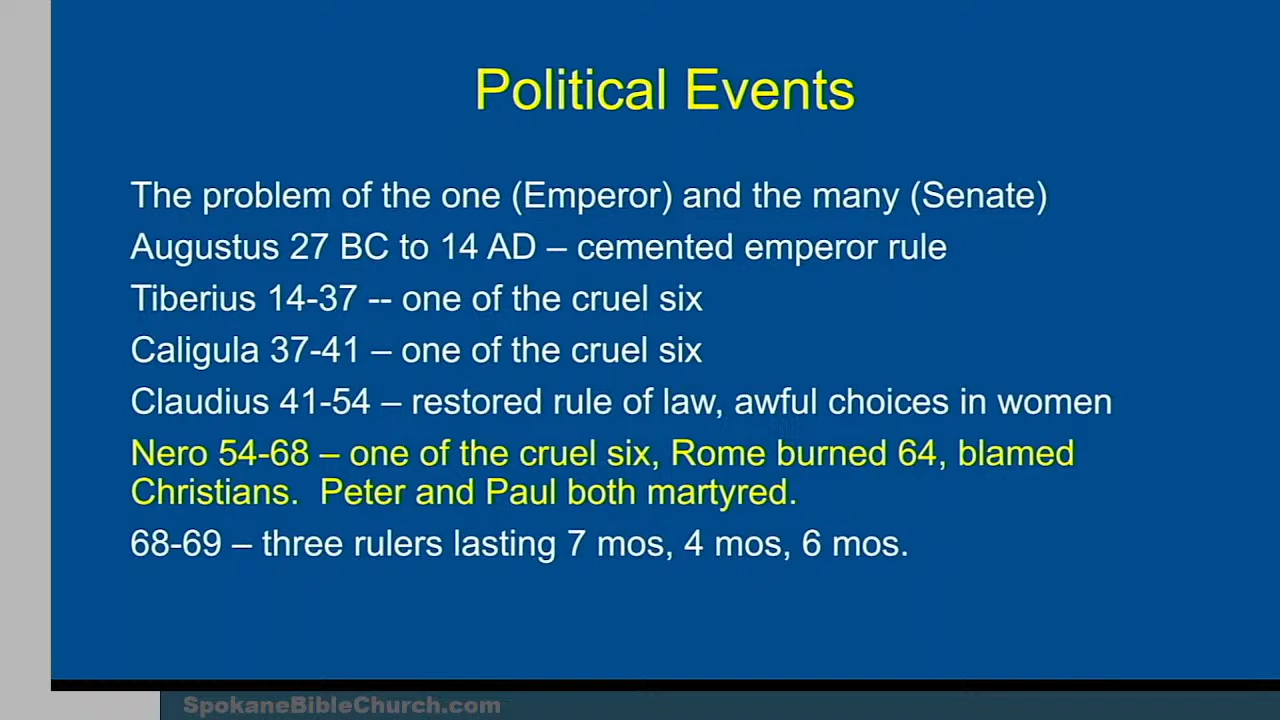 Political Events
The problem of the one (Emperor) and the many (Senate)
Augustus 27 BC to 14 AD – cemented emperor rule
Tiberius 14-37 -- one of the cruel six
Caligula 37-41 – one of the cruel six
Claudius 41-54 – restored rule of law, awful choices in women
Nero 54-68 – one of the cruel six, Rome burned 64, blamed
Christians.  Peter and Paul both martyred.
68-69 – three rulers lasting 7 mos, 4 mos, 6 mos.
SpokaneBibleChurch.com